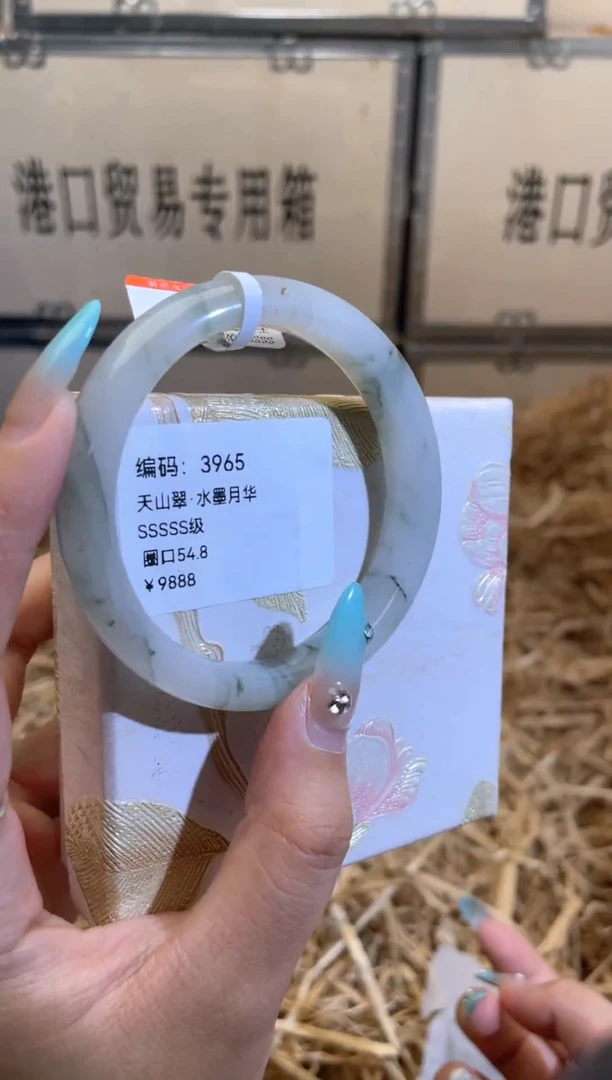 港口贸易专用箱
港口贸
编码：3965
天山翠·水墨月华
SSSSS级
圈口54.8
￥9888